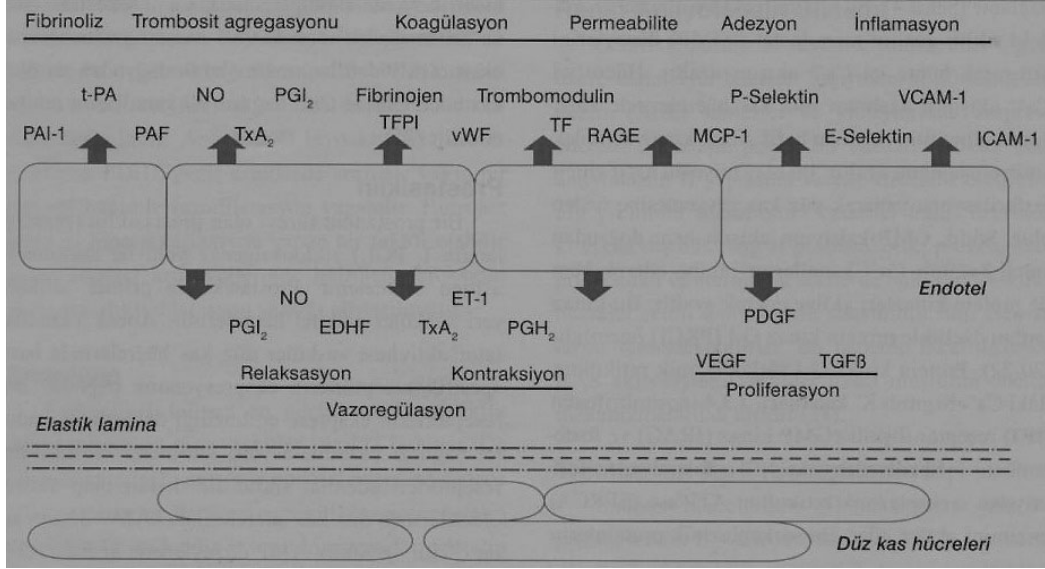 Fibrinoliz Trombosit agregasyonu Koagülasyon Permeabilite Adezyon İnflamasyon
t-PA NO PGI2 Fibrinojen Trombomodulin P-Selektin VCAM-1
PAI-1 PAF TxA2 TFPI vWF TF RAGE MCP-1 E-Selektin ICAM-1
Endotel
NO ET-1 PDGF
PGI2 EDHF TxA2 PGH2
VEGF TGFß
Relaksasyon Kontraksiyon Proliferasyon
Vazoregülasyon
Elastik lamina
Düz kas hücreleri